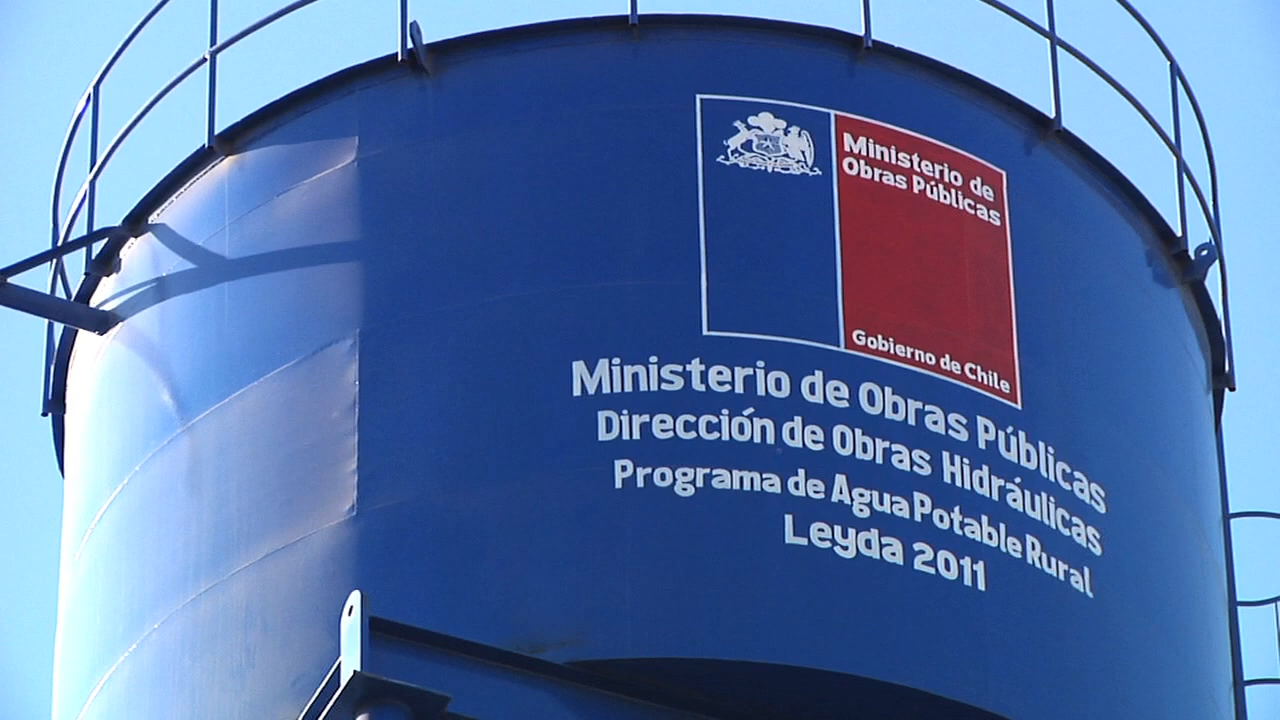 Ministerio de
Obras Públicas
Gobierno de Chile
Ministerio de Obras Públicas
Dirección de Obras Hidráulicas
Programa de Agua Potable Rural
Leyda 2011